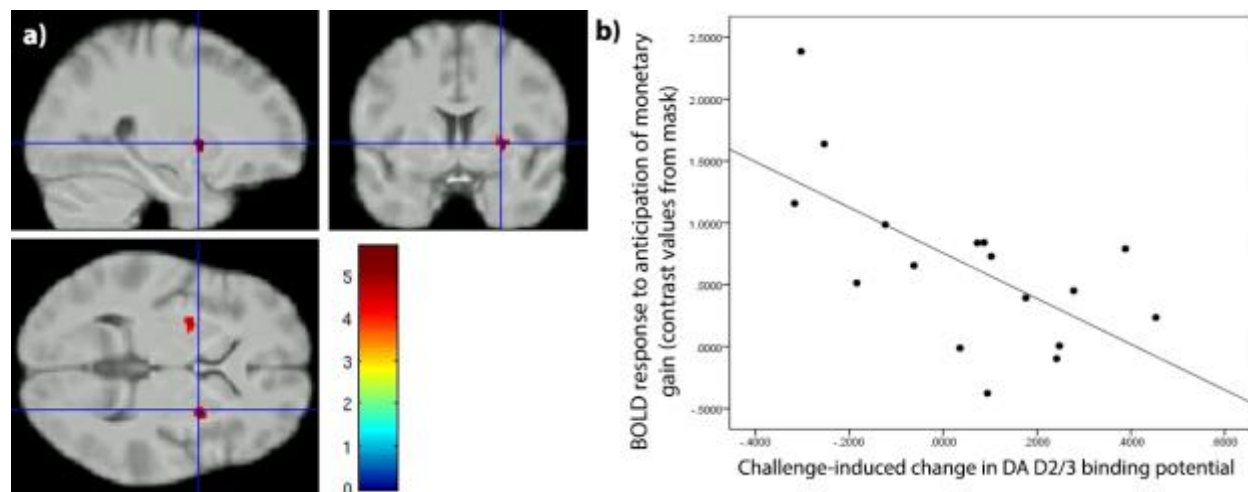 a)
5
4
3
2
1
0
b)
BOLD response to anticipation of monetary
gain (contrast values from mask)
2.5000
2.0000
1.5000
1.0000
.5000
.0000
-.5000
-.4000 -.2000 .0000 .2000 .4000 .6000
Challenge-induced change in DA D2/3 binding potential